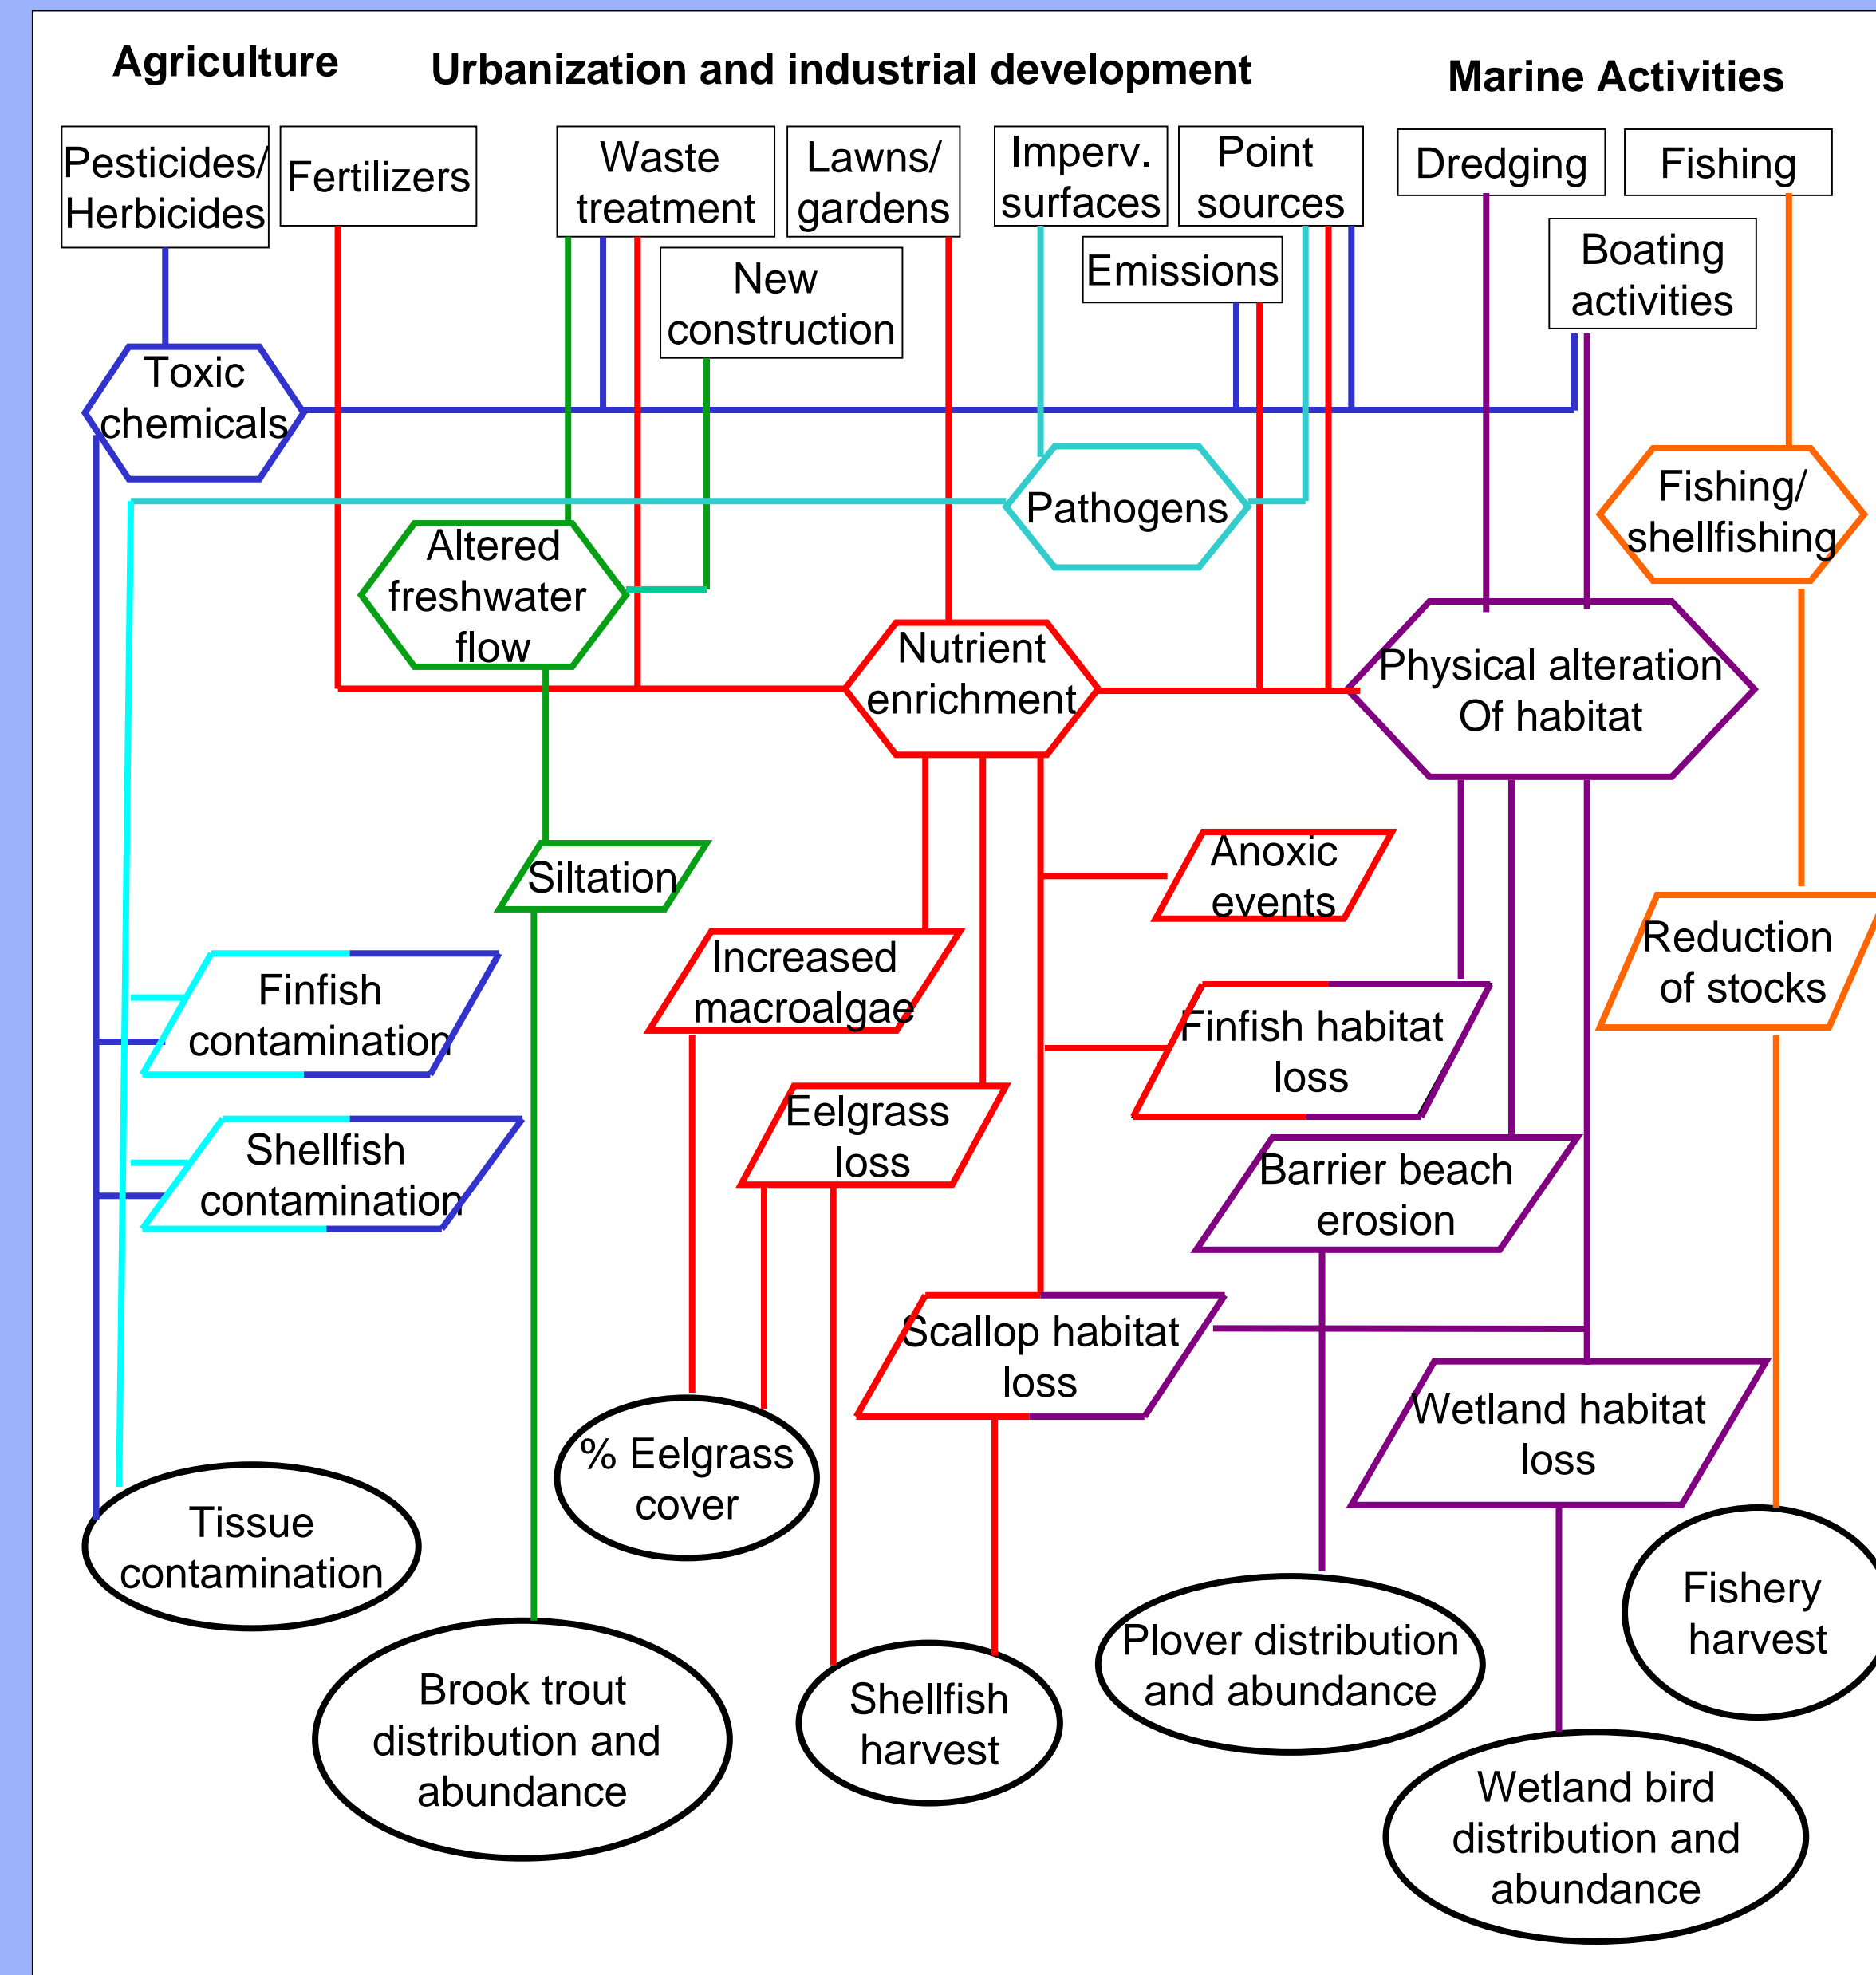 Agriculture
Urbanization and industrial development
Marine Activities
Pesticides/
Herbicides
Fertilizers
Waste
treatment
Lawns/
gardens
Imperv.
surfaces
Point
sources
Dredging
Fishing
New
construction
Emissions
Boating
activities
Toxic
chemicals
Pathogens
Fishing/
shellfishing
Altered
freshwater
flow
Nutrient
enrichment
Physical alteration
Of habitat
Siltation
Anoxic
events
Reduction
of stocks
Increased
macroalgae
Finfish
contamination
Finfish habitat
loss
Eelgrass
loss
Shellfish
contamination
Barrier beach
erosion
Scallop habitat
loss
Wetland habitat
loss
% Eelgrass
cover
Tissue
contamination
Fishery
harvest
Plover distribution
and abundance
Brook trout
distribution and
abundance
Shellfish
harvest
Wetland bird
distribution and
abundance